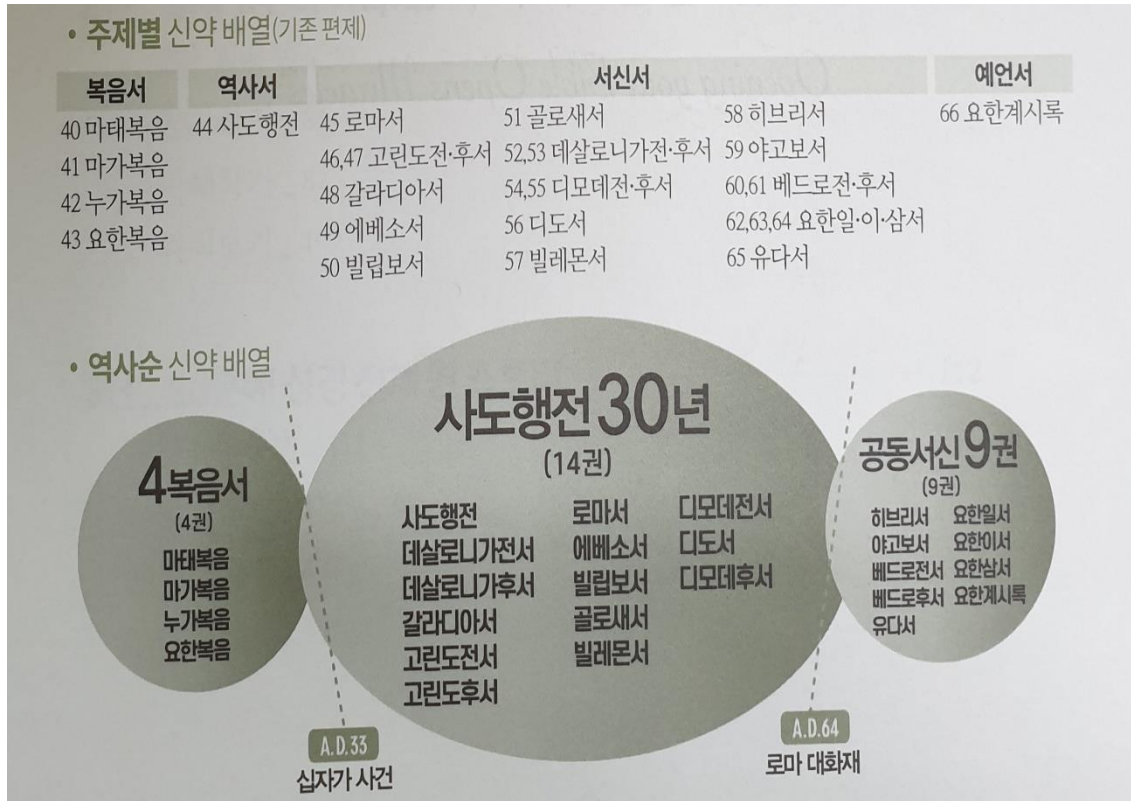 • 주제별 신약 배열(기존 편제)
복음서 역사서 서신서 예언서
40 마태복음 44 사도행전 45 로마서 51 골로새서 58 히브리서 66 요한계시록
41 마가복음 46,47 고린도전·후서 52,53 데살로니가전·후서 59 야고보서
42 누가복음 48 갈라디아서 54,55 디모데전·후서 60,61 베드로전·후서
43 요한복음 49 에베소서 56 디도서 62,63,64 요한일·이·삼서
50 빌립보서 57 빌레몬서 65 유다서
• 역사순 신약 배열
4복음서
(4권)
마태복음
마가복음
누가복음
요한복음
사도행전 30년
(14권)
사도행전 로마서 디모데전서
데살로니가전서 에베소서 디도서
데살로니가후서 빌립보서 디모데후서
갈라디아서 골로새서
고린도전서 빌레몬서
고린도후서
공동서신 9권
(9권)
히브리서 요한일서
야고보서 요한이서
베드로전서 요한삼서
베드로후서 요한계시록
유다서
A.D.33
십자가 사건
A.D.64
로마 대화재